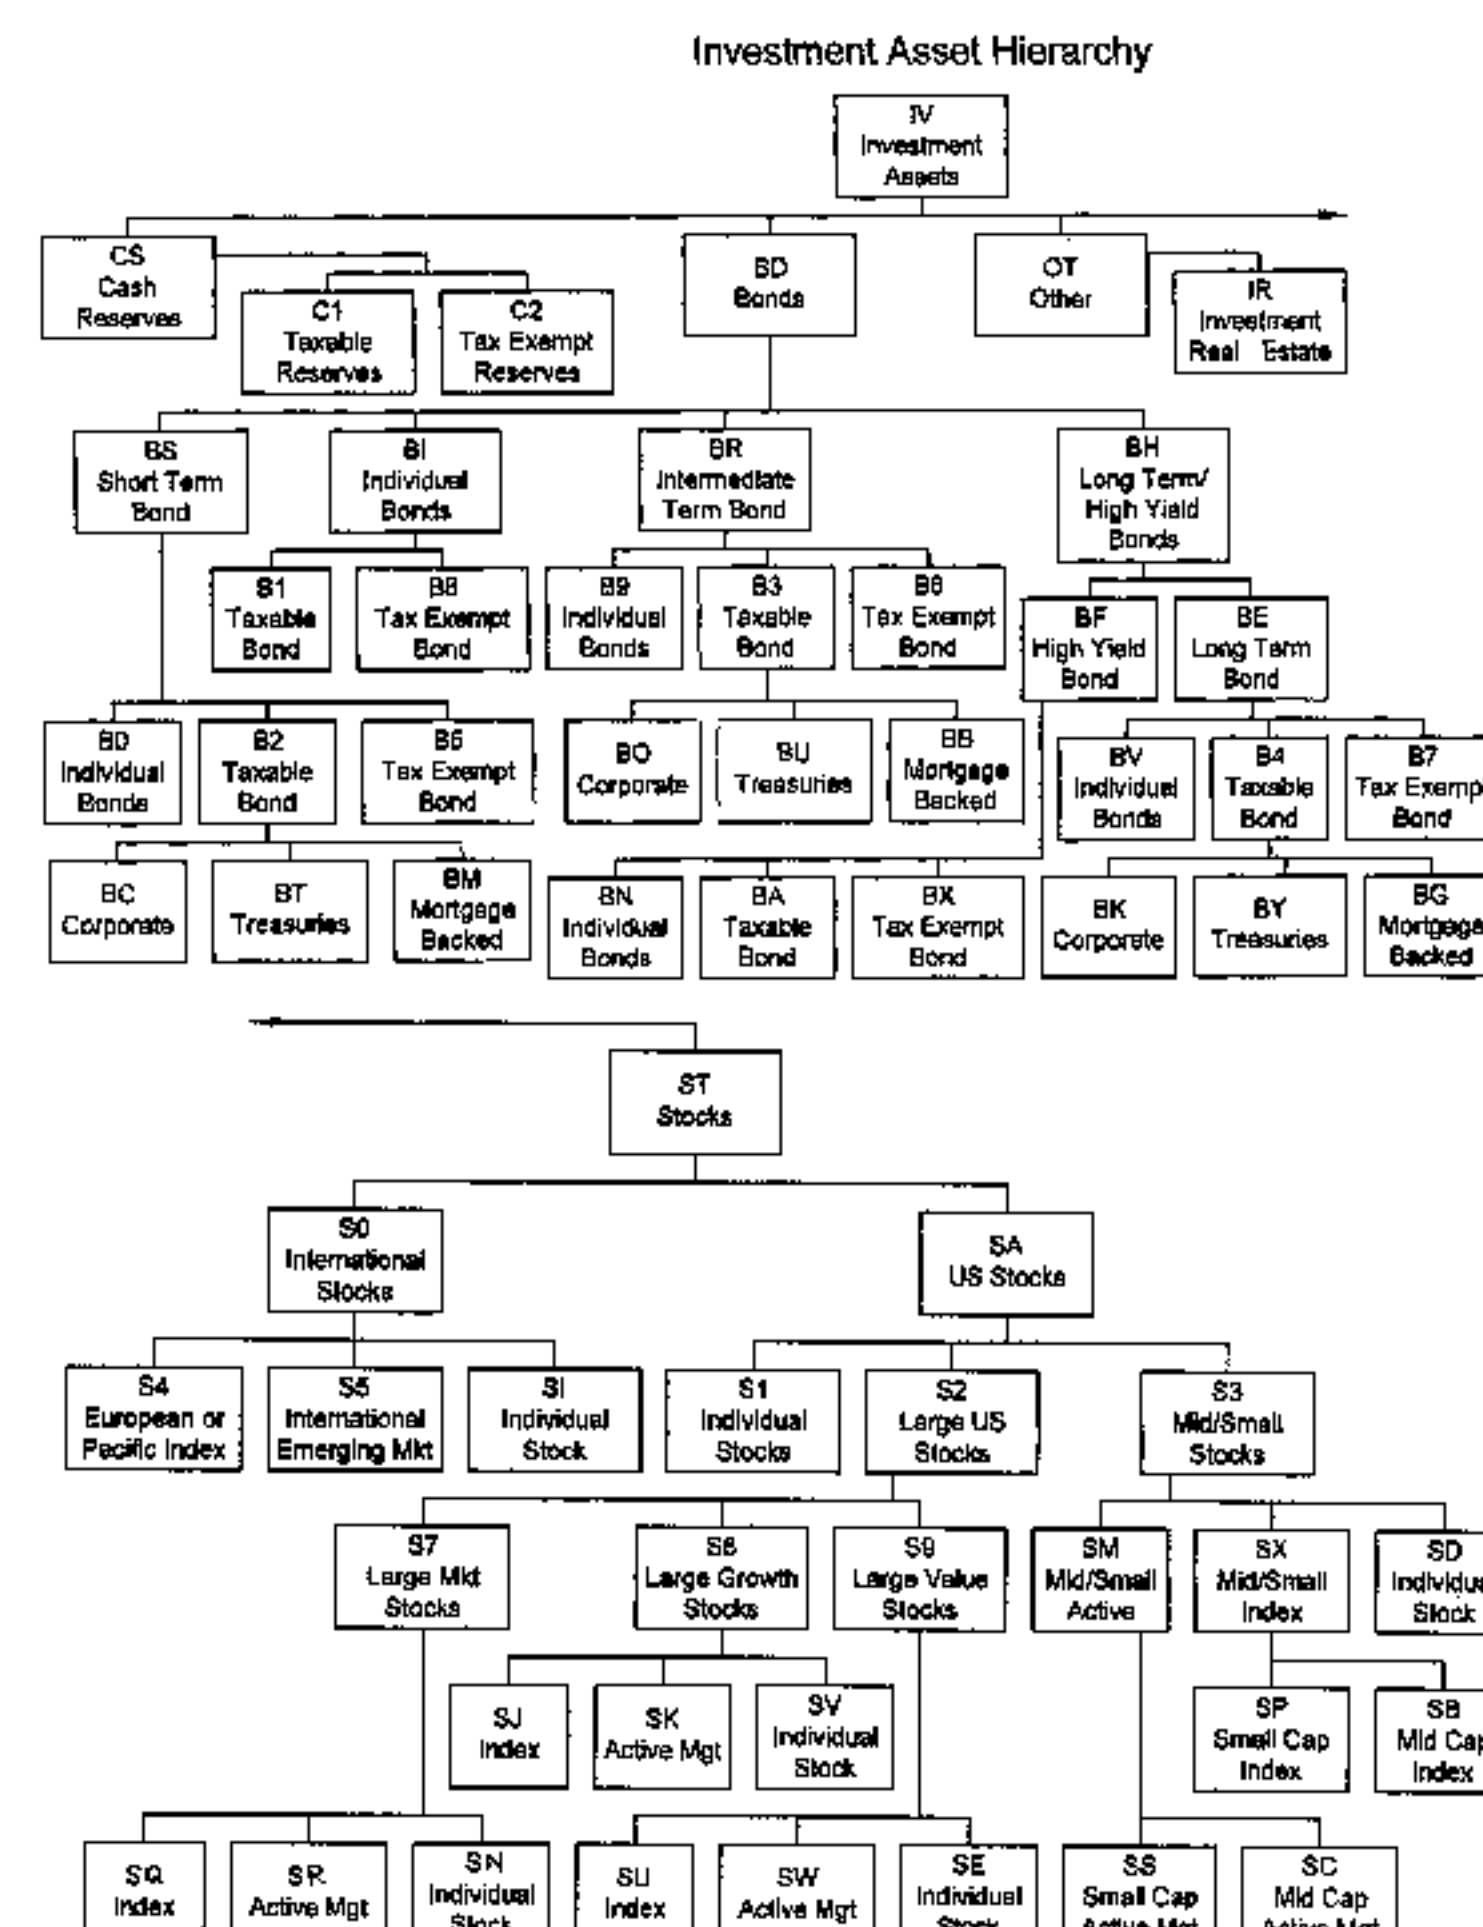 Investment Asset Hierarchy
IV
Investment
Assets
CS
Cash
Reserves
C1
Taxable
Reserves
C2
Tax Exempt
Reserves
BD
Bonds
OT
Other
IR
Investment
Real Estate
BS
Short Term
Bond
BI
Individual
Bonds
BR
Intermediate
Term Bond
BH
Long Term/
High Yield
Bonds
B1
Taxable
Bond
B8
Tax Exempt
Bond
B9
Individual
Bonds
B3
Taxable
Bond
B6
Tax Exempt
Bond
BF
High Yield
Bond
BE
Long Term
Bond
Individual
Bonds
B2
Taxable
Bond
B5
Tax Exempt
Bond
BO
Corporate
BU
Treasuries
BB
Mortgage
Backed
BV
Individual
Bonds
B4
Taxable
Bond
B7
Tax Exemp
Bond
BC
Corporate
BT
Treasuries
BM
Mortgage
Backed
BN
Individual
Bonds
BA
Taxable
Bond
BX
Tax Exempt
Bond
BK
Corporate
BY
Treasuries
BG
Mortgage
Backed
ST
Stocks
S0
International
Stocks
SA
US Stocks
S4
European or
Pacific Index
S5
International
Emerging Mkt
SI
Individual
Stock
S1
Individual
Stocks
S2
Large US
Stocks
S3
Mid/Small
Stocks
S7
Large Mkt
Stocks
Large Growth
Stocks
S9
Large Value
Stocks
SM
Mid/Small
Active
SX
Mid/Small
Index
SD
Individua
Stock
SJ
Index
SK
Active Mgt
SV
Individual
Stock
SP
Small Cap
Index
SB
Mid Cap
Index
SQ
Index
SR
Active Mgt
SN
Individual
Stock
SU
Index
SW
Active Mgt
SE
Individual
Stock
SS
Small Cap
Active Mgt
SC
Mid Cap
Active Mgt